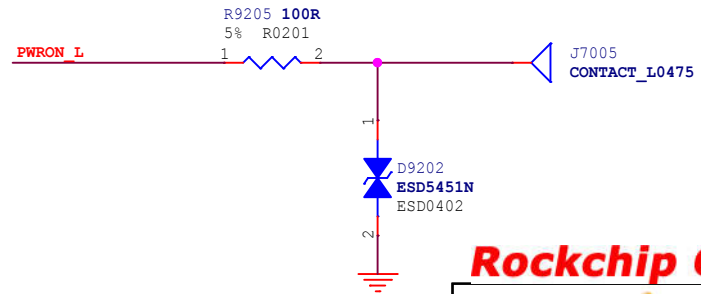 R9205 100R
5% R0201
PWRON_L
1
2
J7005
CONTACT_L0475
1
D9202
ESD5451N
ESD0402
2
Rockchip